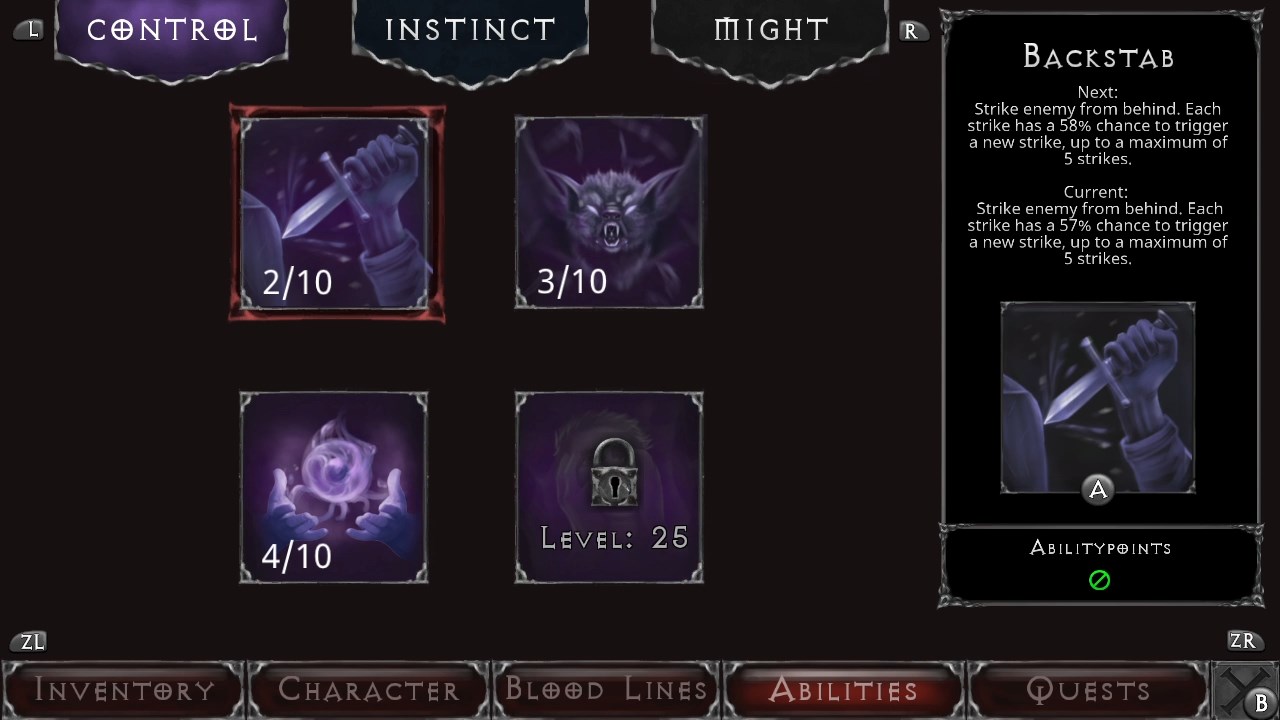 L
CONTROL
INSTINCT
MIGHT
R
BACKSTAB
Next:
Strike enemy from behind. Each
strike has a 58% chance to trigger
a new strike, up to a maximum of
5 strikes.
Current:
Strike enemy from behind. Each
strike has a 57% chance to trigger
a new strike, up to a maximum of
5 strikes.
2/10
3/10
4/10
LEVEL: 25
A
ABILITYPOINTS
ZL
ZR
INVENTORY
CHARACTER
BLOOD LINES
ABILITIES
QUESTS
B